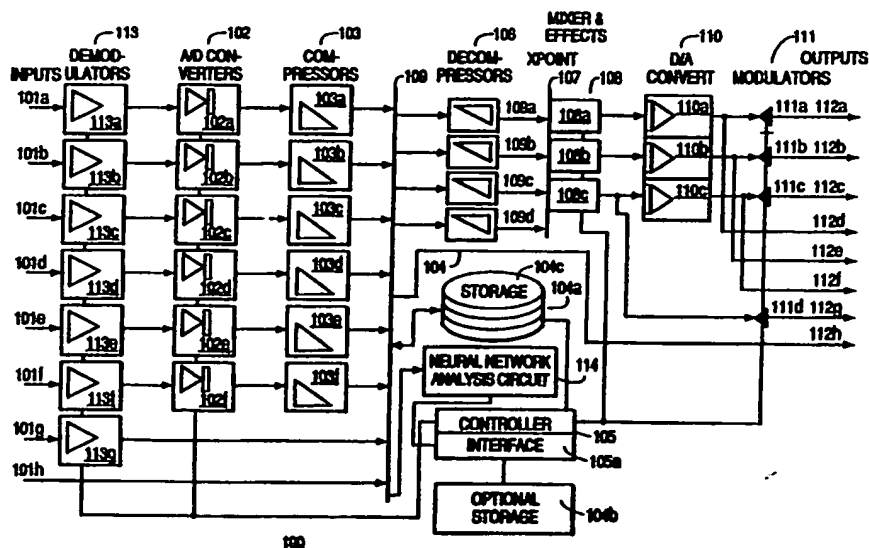 113 102 103 106 MIXER & 110 111
EFFECTS
DEMOD- A/D CON- COM- DECOM- XPOINT D/A OUTPUTS
INPUTS ULATORS VERTERS PRESSORS 109 PRESSORS 107 108 CONVERT MODULATORS
101a 113a 102a 103a 109a 108a 110a 111a 112a
101b 113b 102b 103b 109b 108b 110b 111b 112b
101c 113c 102c 103c 109c 108c 110c 111c 112c
109d 112d
101d 113d 102d 103d 104 104c 112e
STORAGE 104a 112f
101e 113e 102e 103e 111d 112g
112h
101f 113f 102f 103f NEURAL NETWORK
ANALYSIS CIRCUIT 114
101g 113g CONTROLLER 105
INTERFACE 105a
101h
OPTIONAL
STORAGE 104b
100